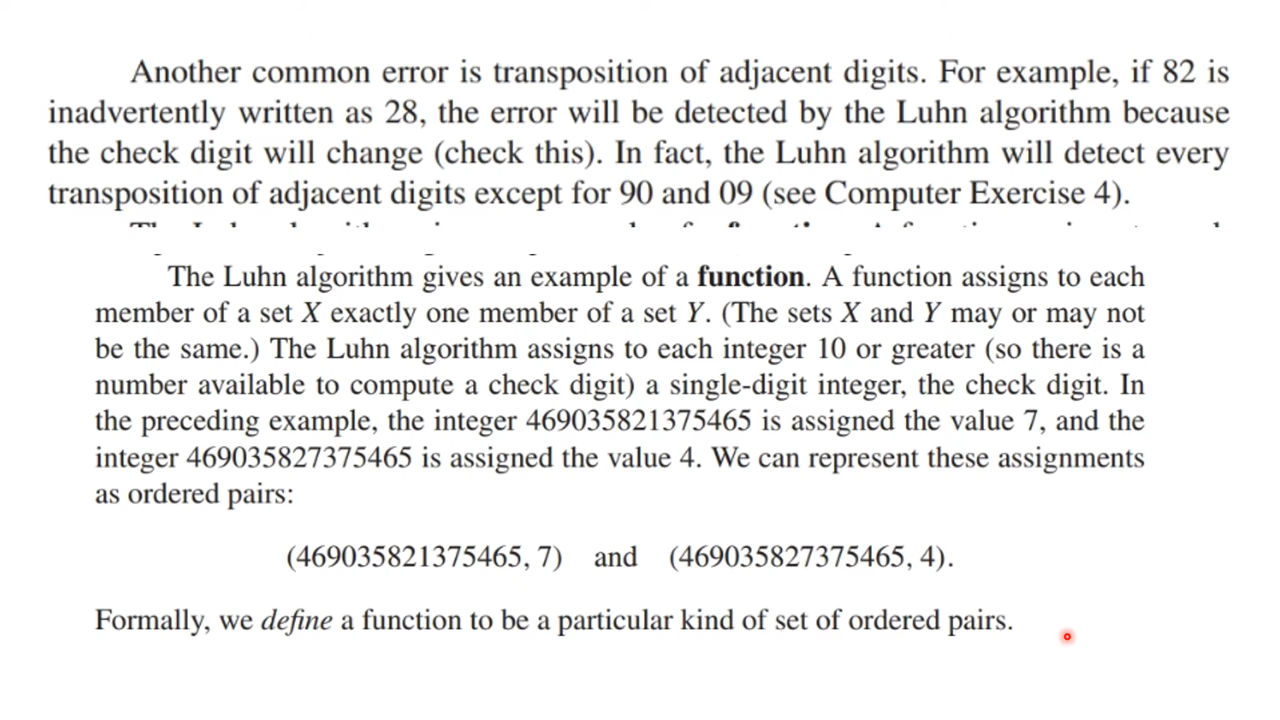 Another common error is transposition of adjacent digits. For example, if 82 is
inadvertently written as 28, the error will be detected by the Luhn algorithm because
the check digit will change (check this). In fact, the Luhn algorithm will detect every
transposition of adjacent digits except for 90 and 09 (see Computer Exercise 4).
The Luhn algorithm gives an example of a function. A function assigns to each
member of a set X exactly one member of a set Y. (The sets X and Y may or may not
be the same.) The Luhn algorithm assigns to each integer 10 or greater (so there is a
number available to compute a check digit) a single-digit integer, the check digit. In
the preceding example, the integer 469035821375465 is assigned the value 7, and the
integer 469035827375465 is assigned the value 4. We can represent these assignments
as ordered pairs:
(469035821375465, 7) and (469035827375465, 4).
Formally, we define a function to be a particular kind of set of ordered pairs.